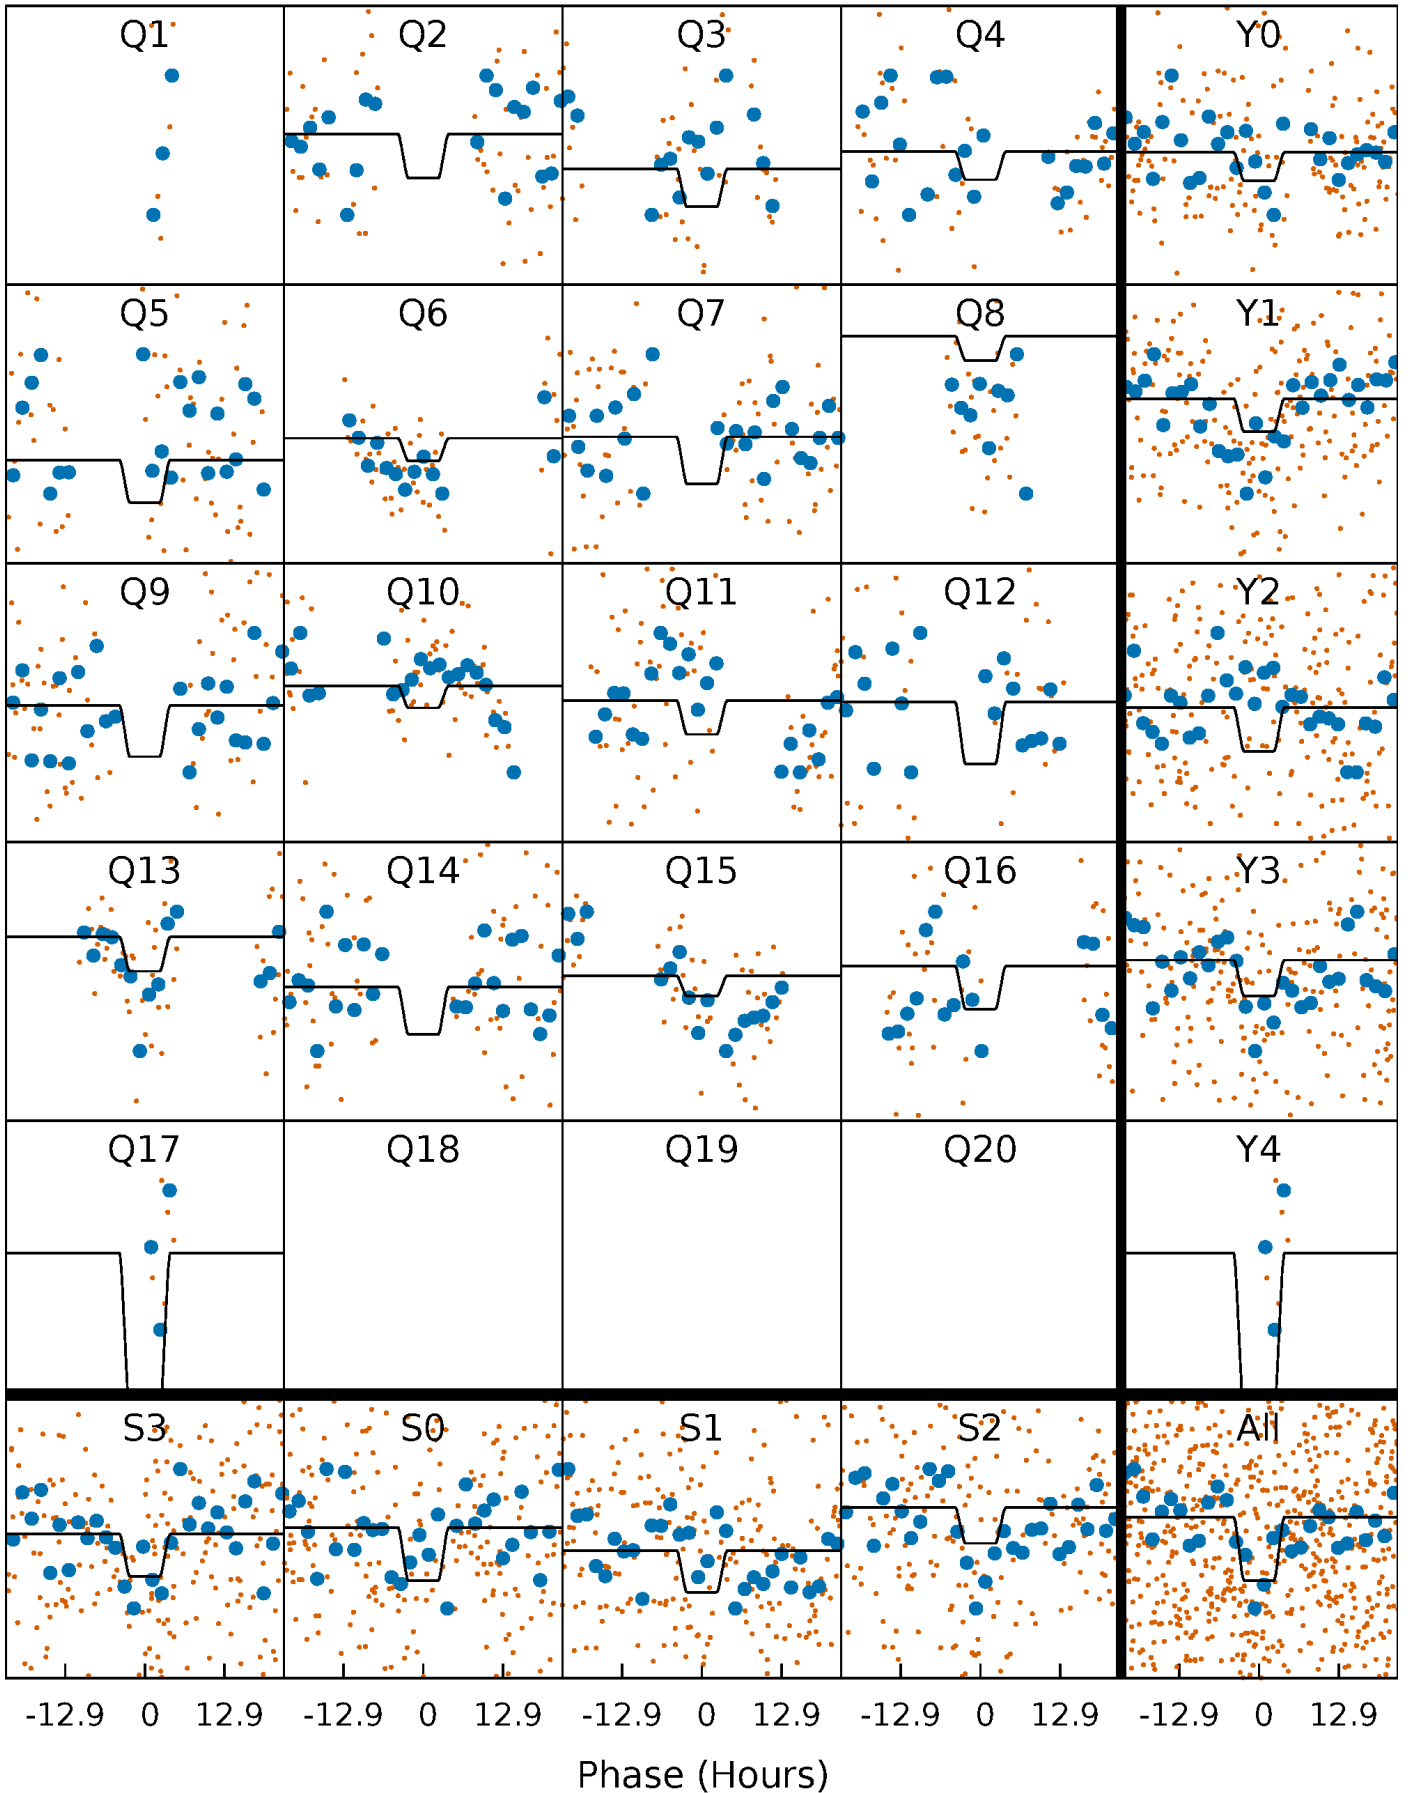 Q1 Q2 Q3 Q4 Y0
Q5 Q6 Q7 Q8 Y1
Q9 Q10 Q11 Q12 Y2
Q13 Q14 Q15 Q16 Y3
Q17 Q18 Q19 Q20 Y4
S3 S0 S1 S2 All
-12.9 0 12.9 -12.9 0 12.9 -12.9 0 12.9 -12.9 0 12.9 -12.9 0 12.9
Phase (Hours)